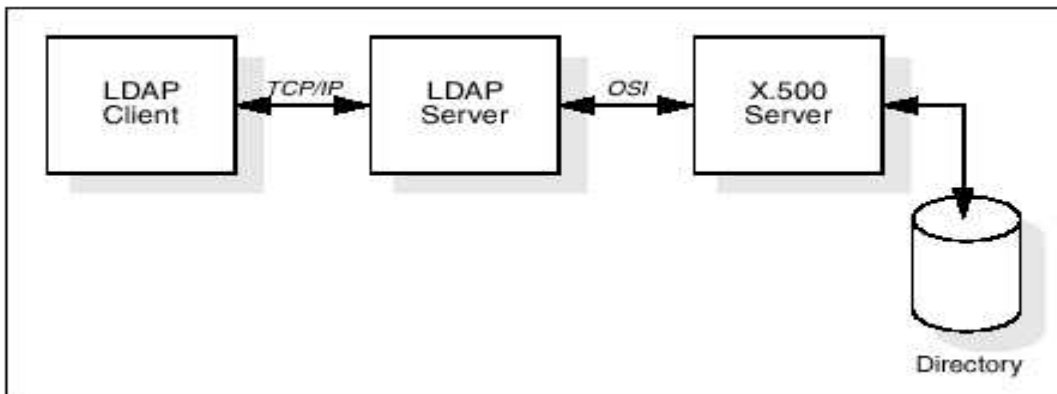 LDAP
Client
TCP/IP
LDAP
Server
OSI
X.500
Server
Directory